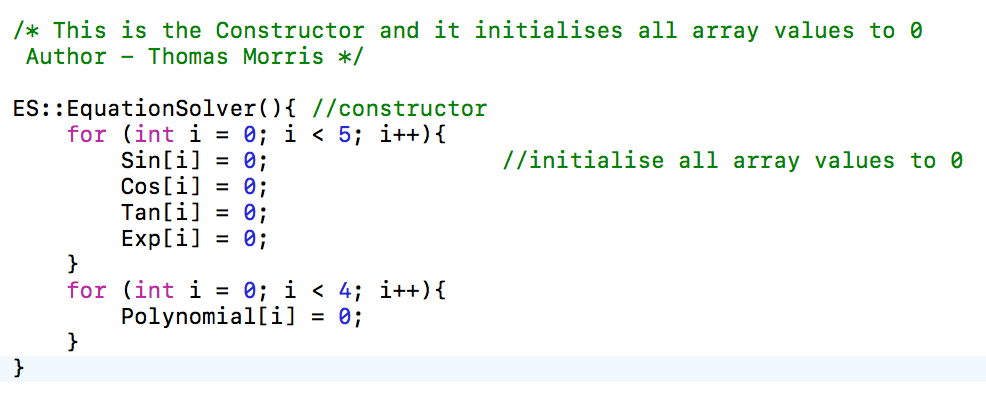 /* This is the Constructor and it initialises all array values to 0
 Author – Thomas Morris */

ES::EquationSolver(){ //constructor
    for (int i = 0; i < 5; i++){
        Sin[i] = 0;                 //initialise all array values to 0
        Cos[i] = 0;
        Tan[i] = 0;
        Exp[i] = 0;
    }
    for (int i = 0; i < 4; i++){
        Polynomial[i] = 0;
    }
}